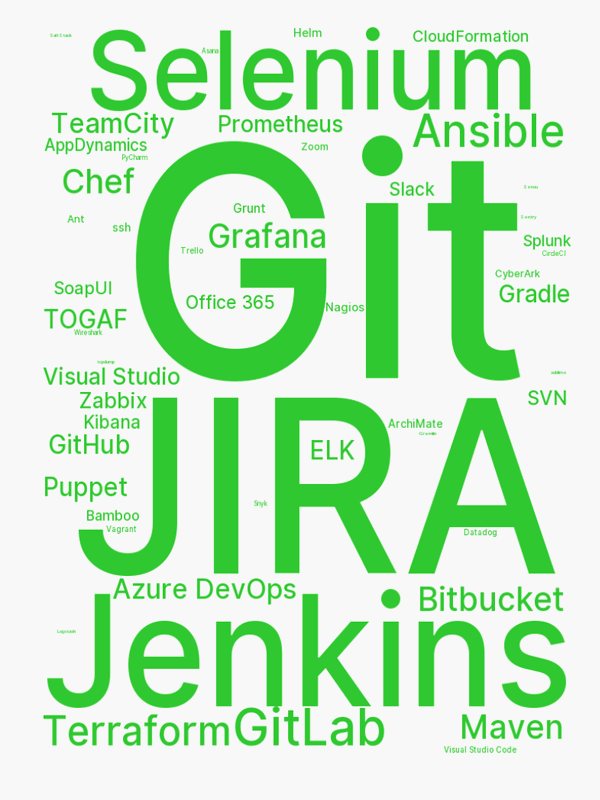 Helm
CloudFormation
Selenium
Asana
TeamCity
Prometheus
Ansible
AppDynamics
Zoom
PyCharm
Chef
Slack
Git
Grunt
Ant
ssh
Grafana
Splunk
Trello
CircleCI
CyberArk
SoapUI
Gradle
Office 365
Nagios
TOGAF
Wireshark
Visual Studio
SVN
Zabbix
Kibana
ArchiMate
GitHub
ELK
JIRA
Puppet
Snyk
Bamboo
Vagrant
Datadog
Azure DevOps
Bitbucket
Jenkins
Terraform
GitLab
Maven
Visual Studio Code